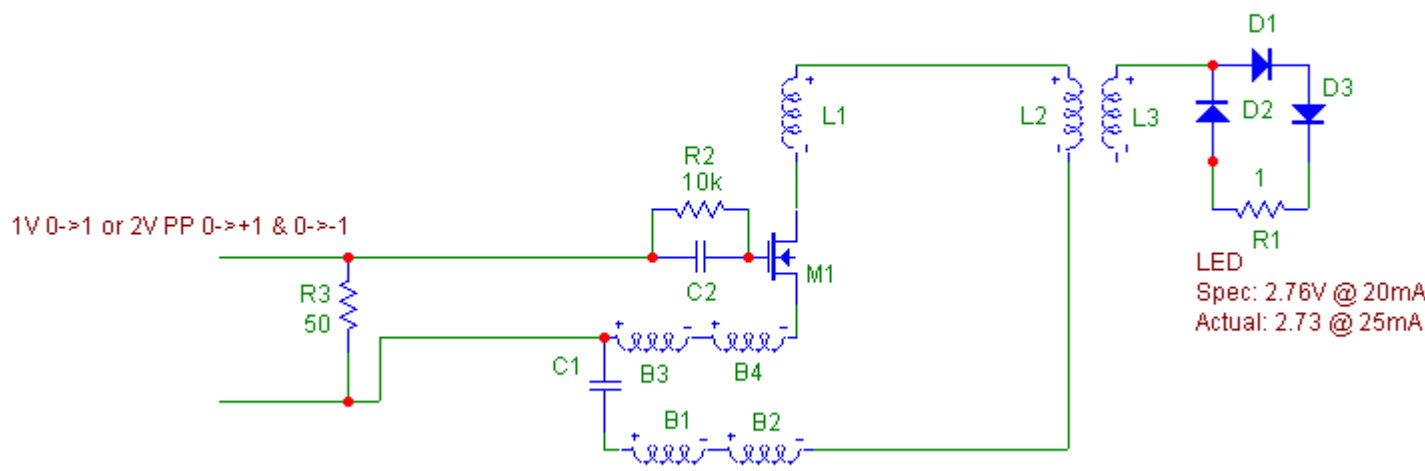 D1
D3
L1
L2
L3
D2
R2
10k
1
1V 0->1 or 2V PP 0->+1 & 0->-1
R1
M1
LED
C2
R3
50
Spec: 2.76V @ 20mA
Actual: 2.73 @ 25mA
C1
B3
B4
B1
B2